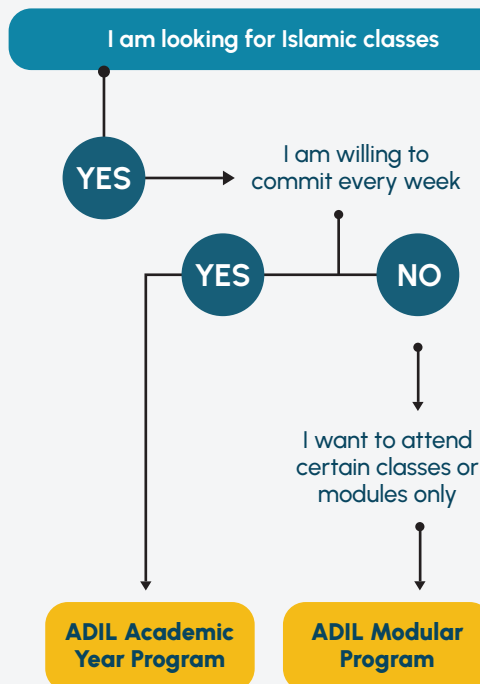 I am looking for Islamic classes
YES
I am willing to
commit every week
YES
NO
I want to attend
certain classes or
modules only
ADIL Academic
Year Program
ADIL Modular
Program